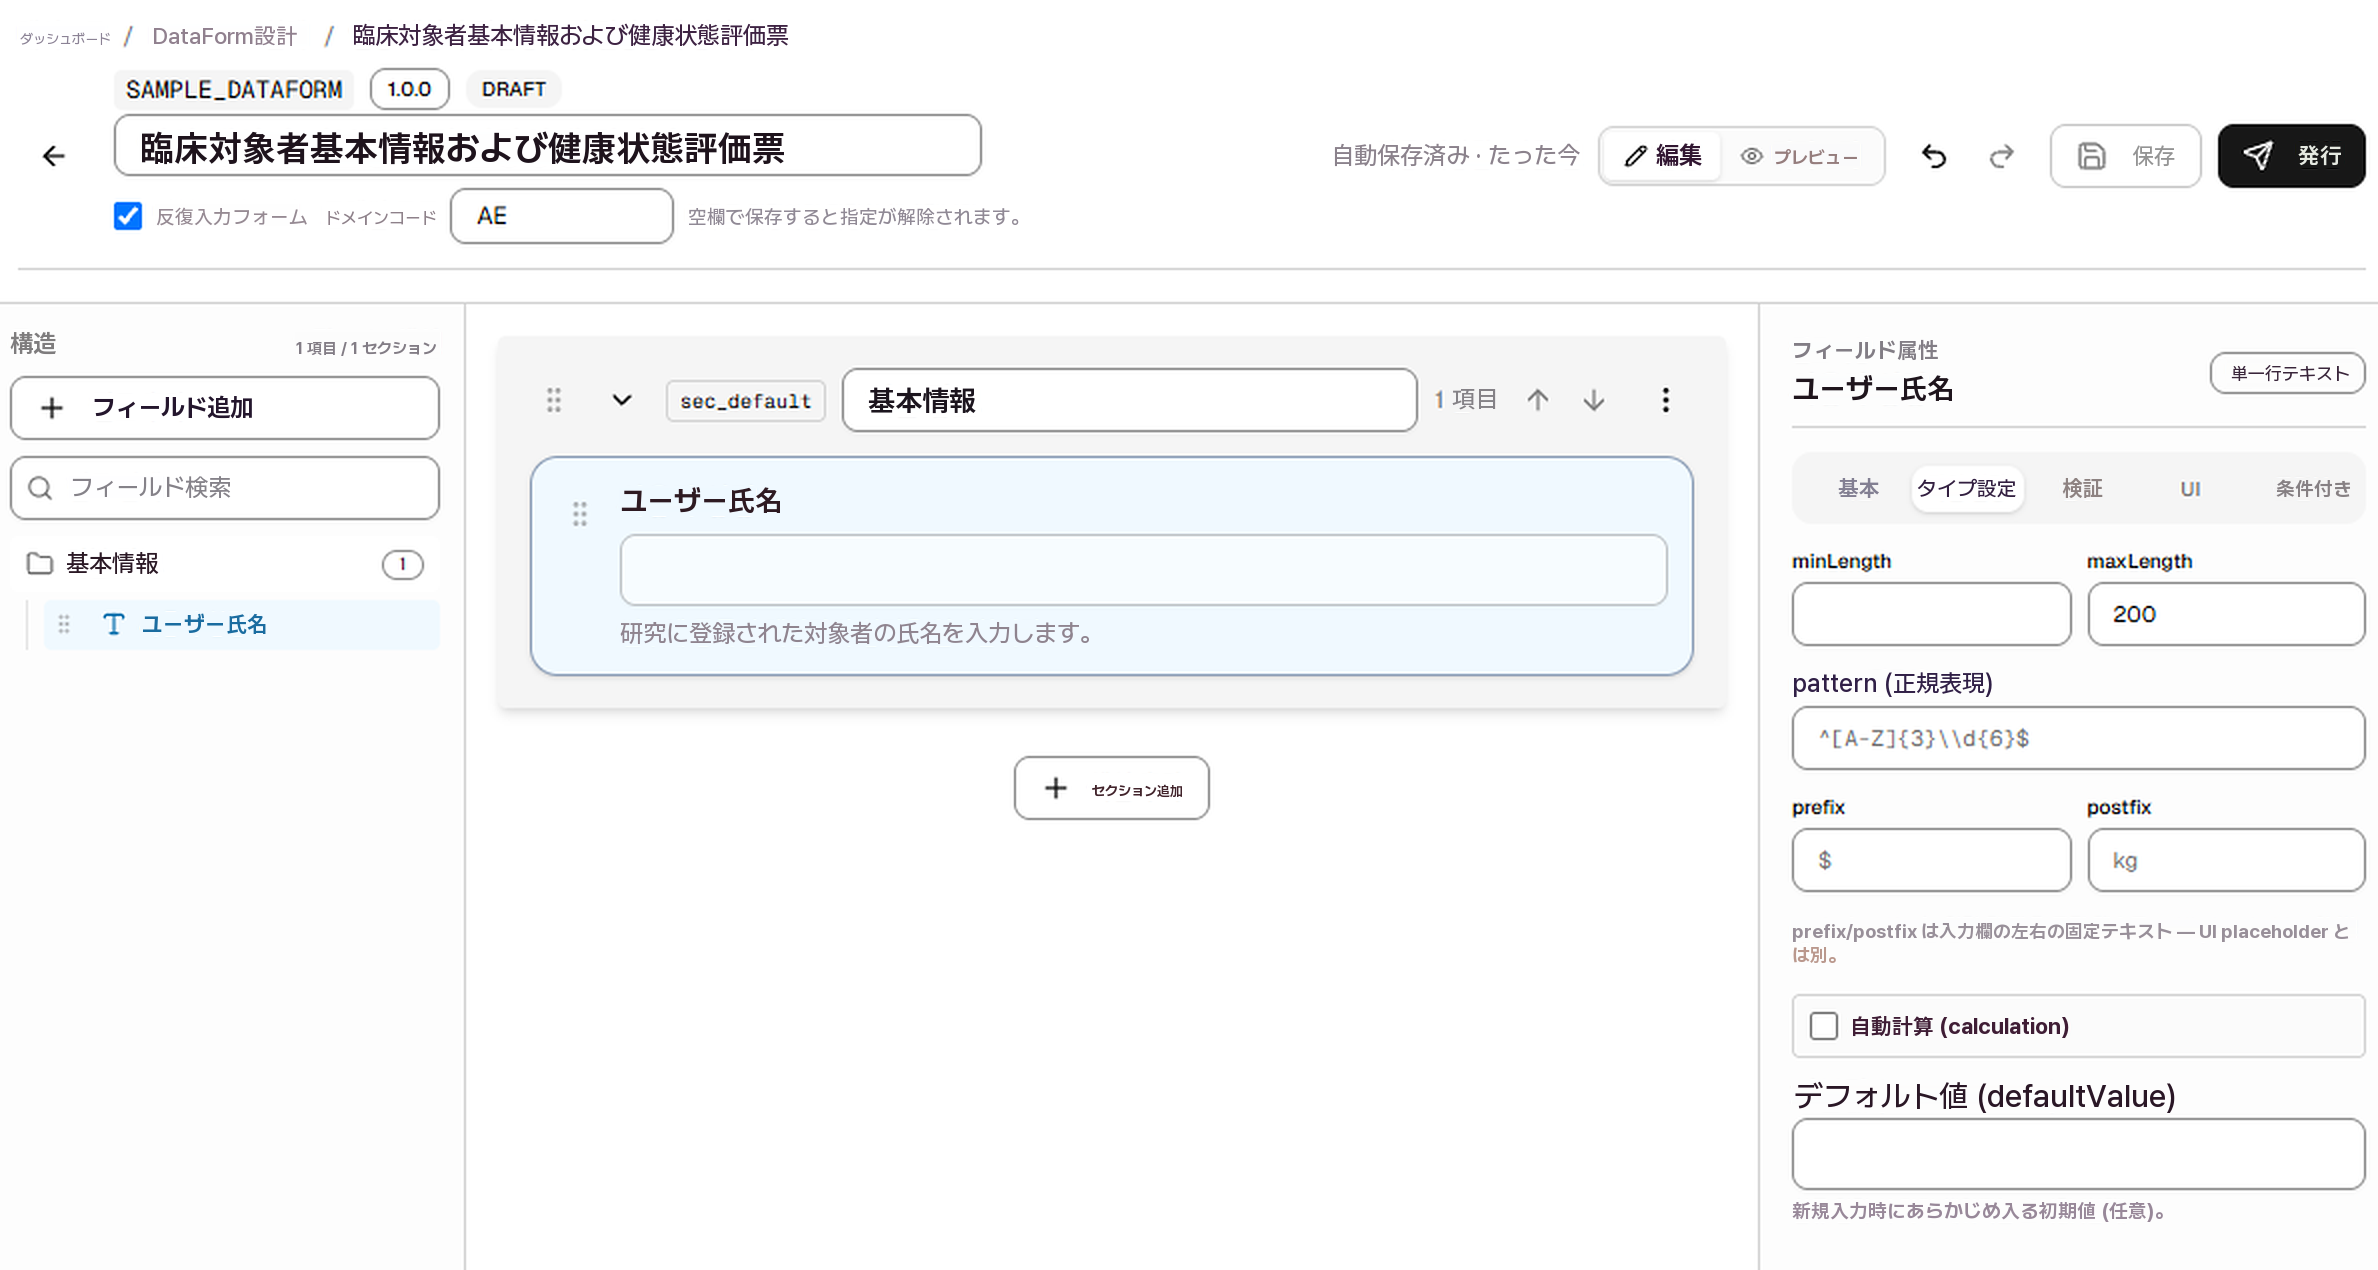 ダッシュボード / DataForm設計 / 臨床対象者基本情報および健康状態評価票
SAMPLE_DATAFORM 1.0.0 DRAFT
臨床対象者基本情報および健康状態評価票
自動保存済み · たった今 編集 プレビュー 保存 発行
反復入力フォーム ドメインコード AE 空欄で保存すると指定が解除されます。
構造 1 項目 / 1 セクション
フィールド追加
フィールド検索
基本情報 1
ユーザー氏名
sec_default 基本情報 1 項目
ユーザー氏名
研究に登録された対象者の氏名を入力します。
セクション追加
フィールド属性
ユーザー氏名 単一行テキスト
基本 タイプ設定 検証 UI 条件付き
minLength maxLength
200
pattern (正規表現)
^[A-Z]{3}\\d{6}$
prefix postfix
$ kg
prefix/postfix は入力欄の左右の固定テキスト — UI placeholder と
は別。
自動計算 (calculation)
デフォルト値 (defaultValue)
新規入力時にあらかじめ入る初期値 (任意)。